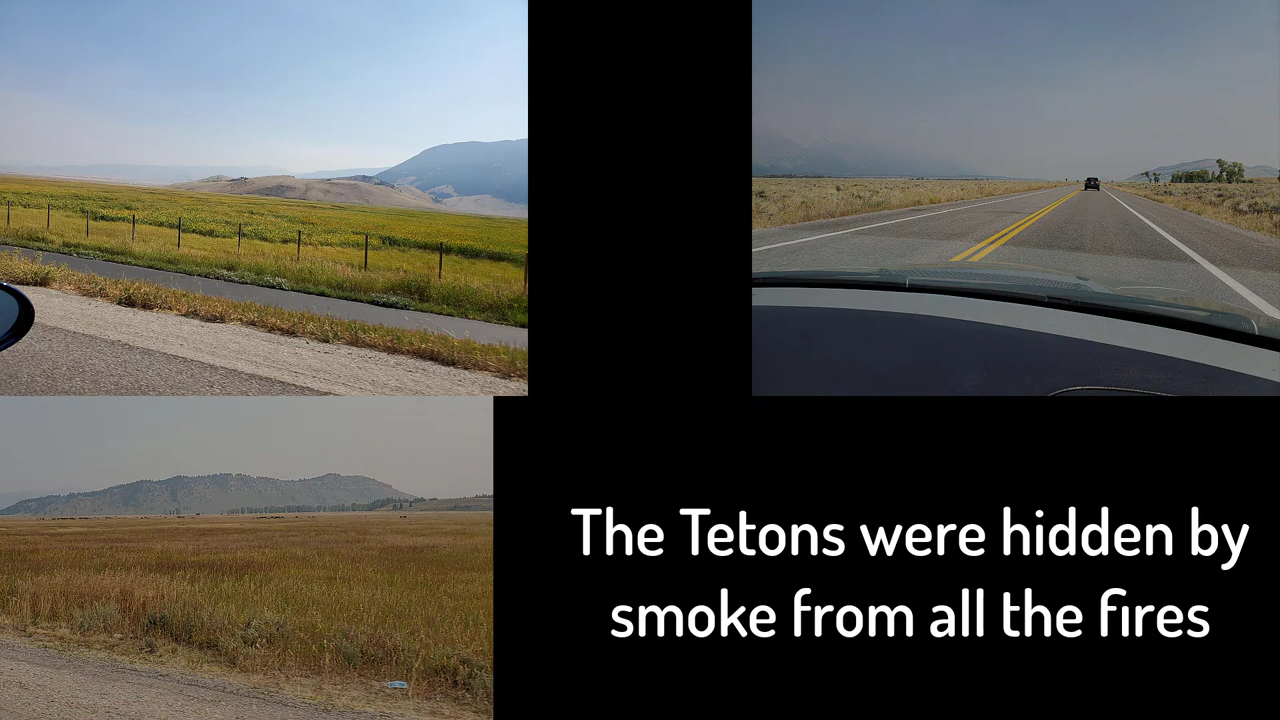 The Tetons were hidden by
smoke from all the fires